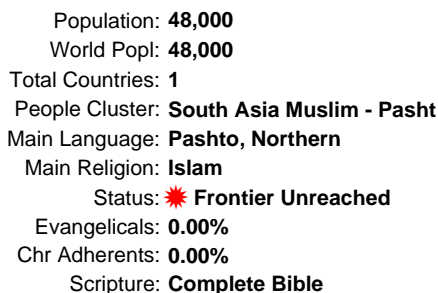 Population: 48,000
World Popl: 48,000
Total Countries: 1
People Cluster: South Asia Muslim - Pasht
Main Language: Pashto, Northern
Main Religion: Islam
Status: Frontier Unreached
Evangelicals: 0.00%
Chr Adherents: 0.00%
Scripture: Complete Bible